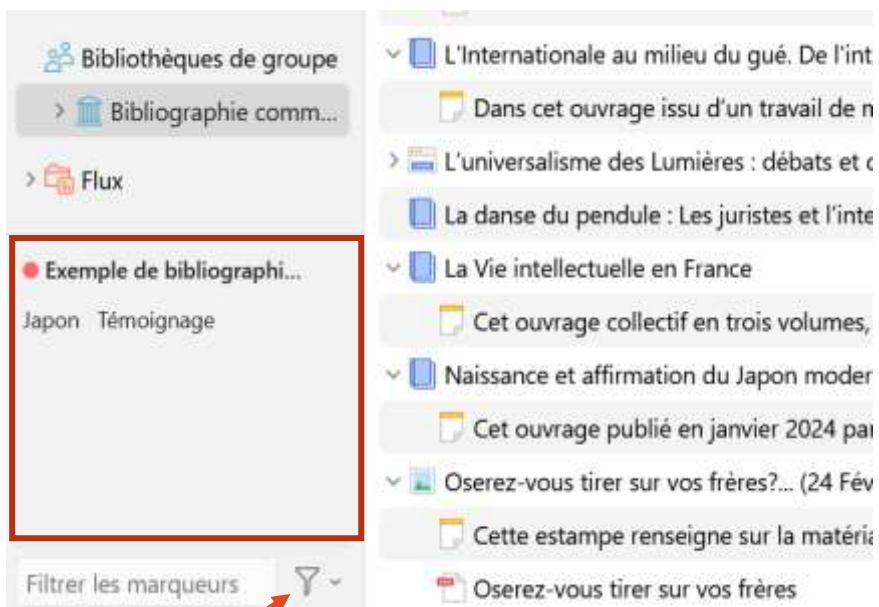 Bibliothèques de groupe
Bibliographie comm...
Flux
Exemple de bibliographi...
Japon Témoignage
Filtrer les marqueurs
L'Internationale au milieu du gué. De l'int
Dans cet ouvrage issu d'un travail de
L'universalisme des Lumières : débats et
La danse du pendule : Les juristes et l'inte
La Vie intellectuelle en France
Cet ouvrage collectif en trois volumes,
Naissance et affirmation du Japon moder
Cet ouvrage publié en janvier 2024 par
Oserez-vous tirer sur vos frères?... (24 Fév
Cette estampe renseigne sur la matéria
Oserez-vous tirer sur vos frères